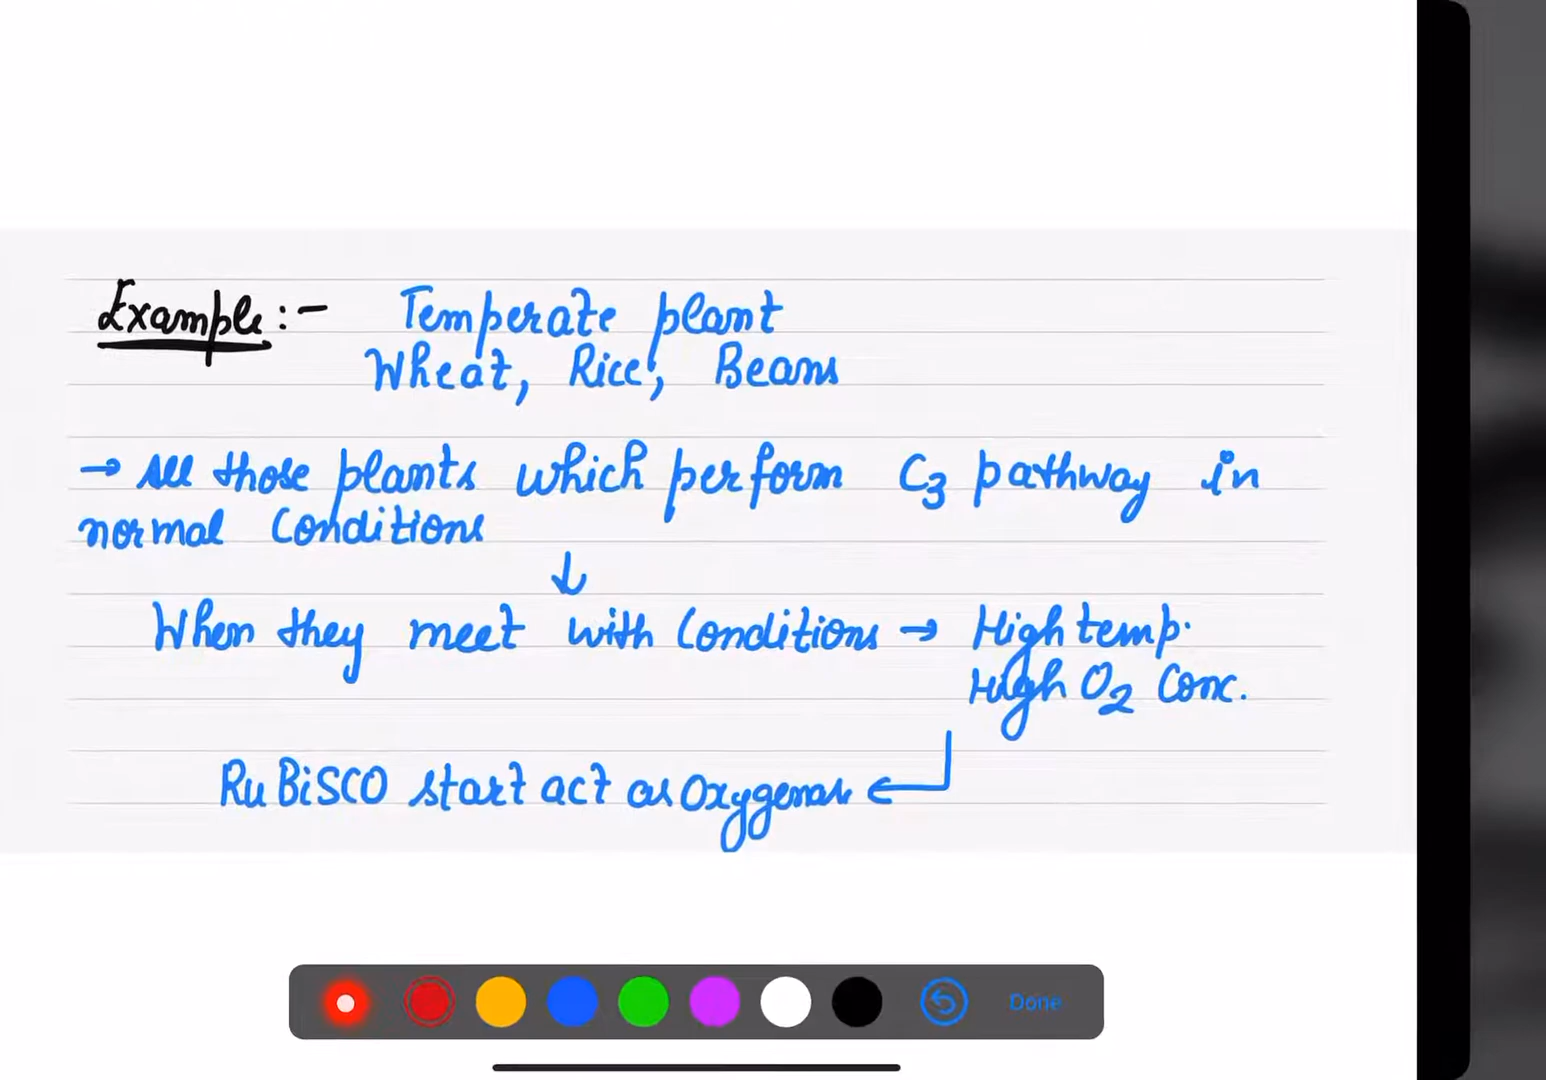 Example :- Temperate plant
Wheat, Rice, Beans
→ All those plants which perform C3 pathway in
normal Conditions
↓
When they meet with Conditions → High temp.
High O2 Conc.
RuBisCO start act as Oxygenase ←
Done